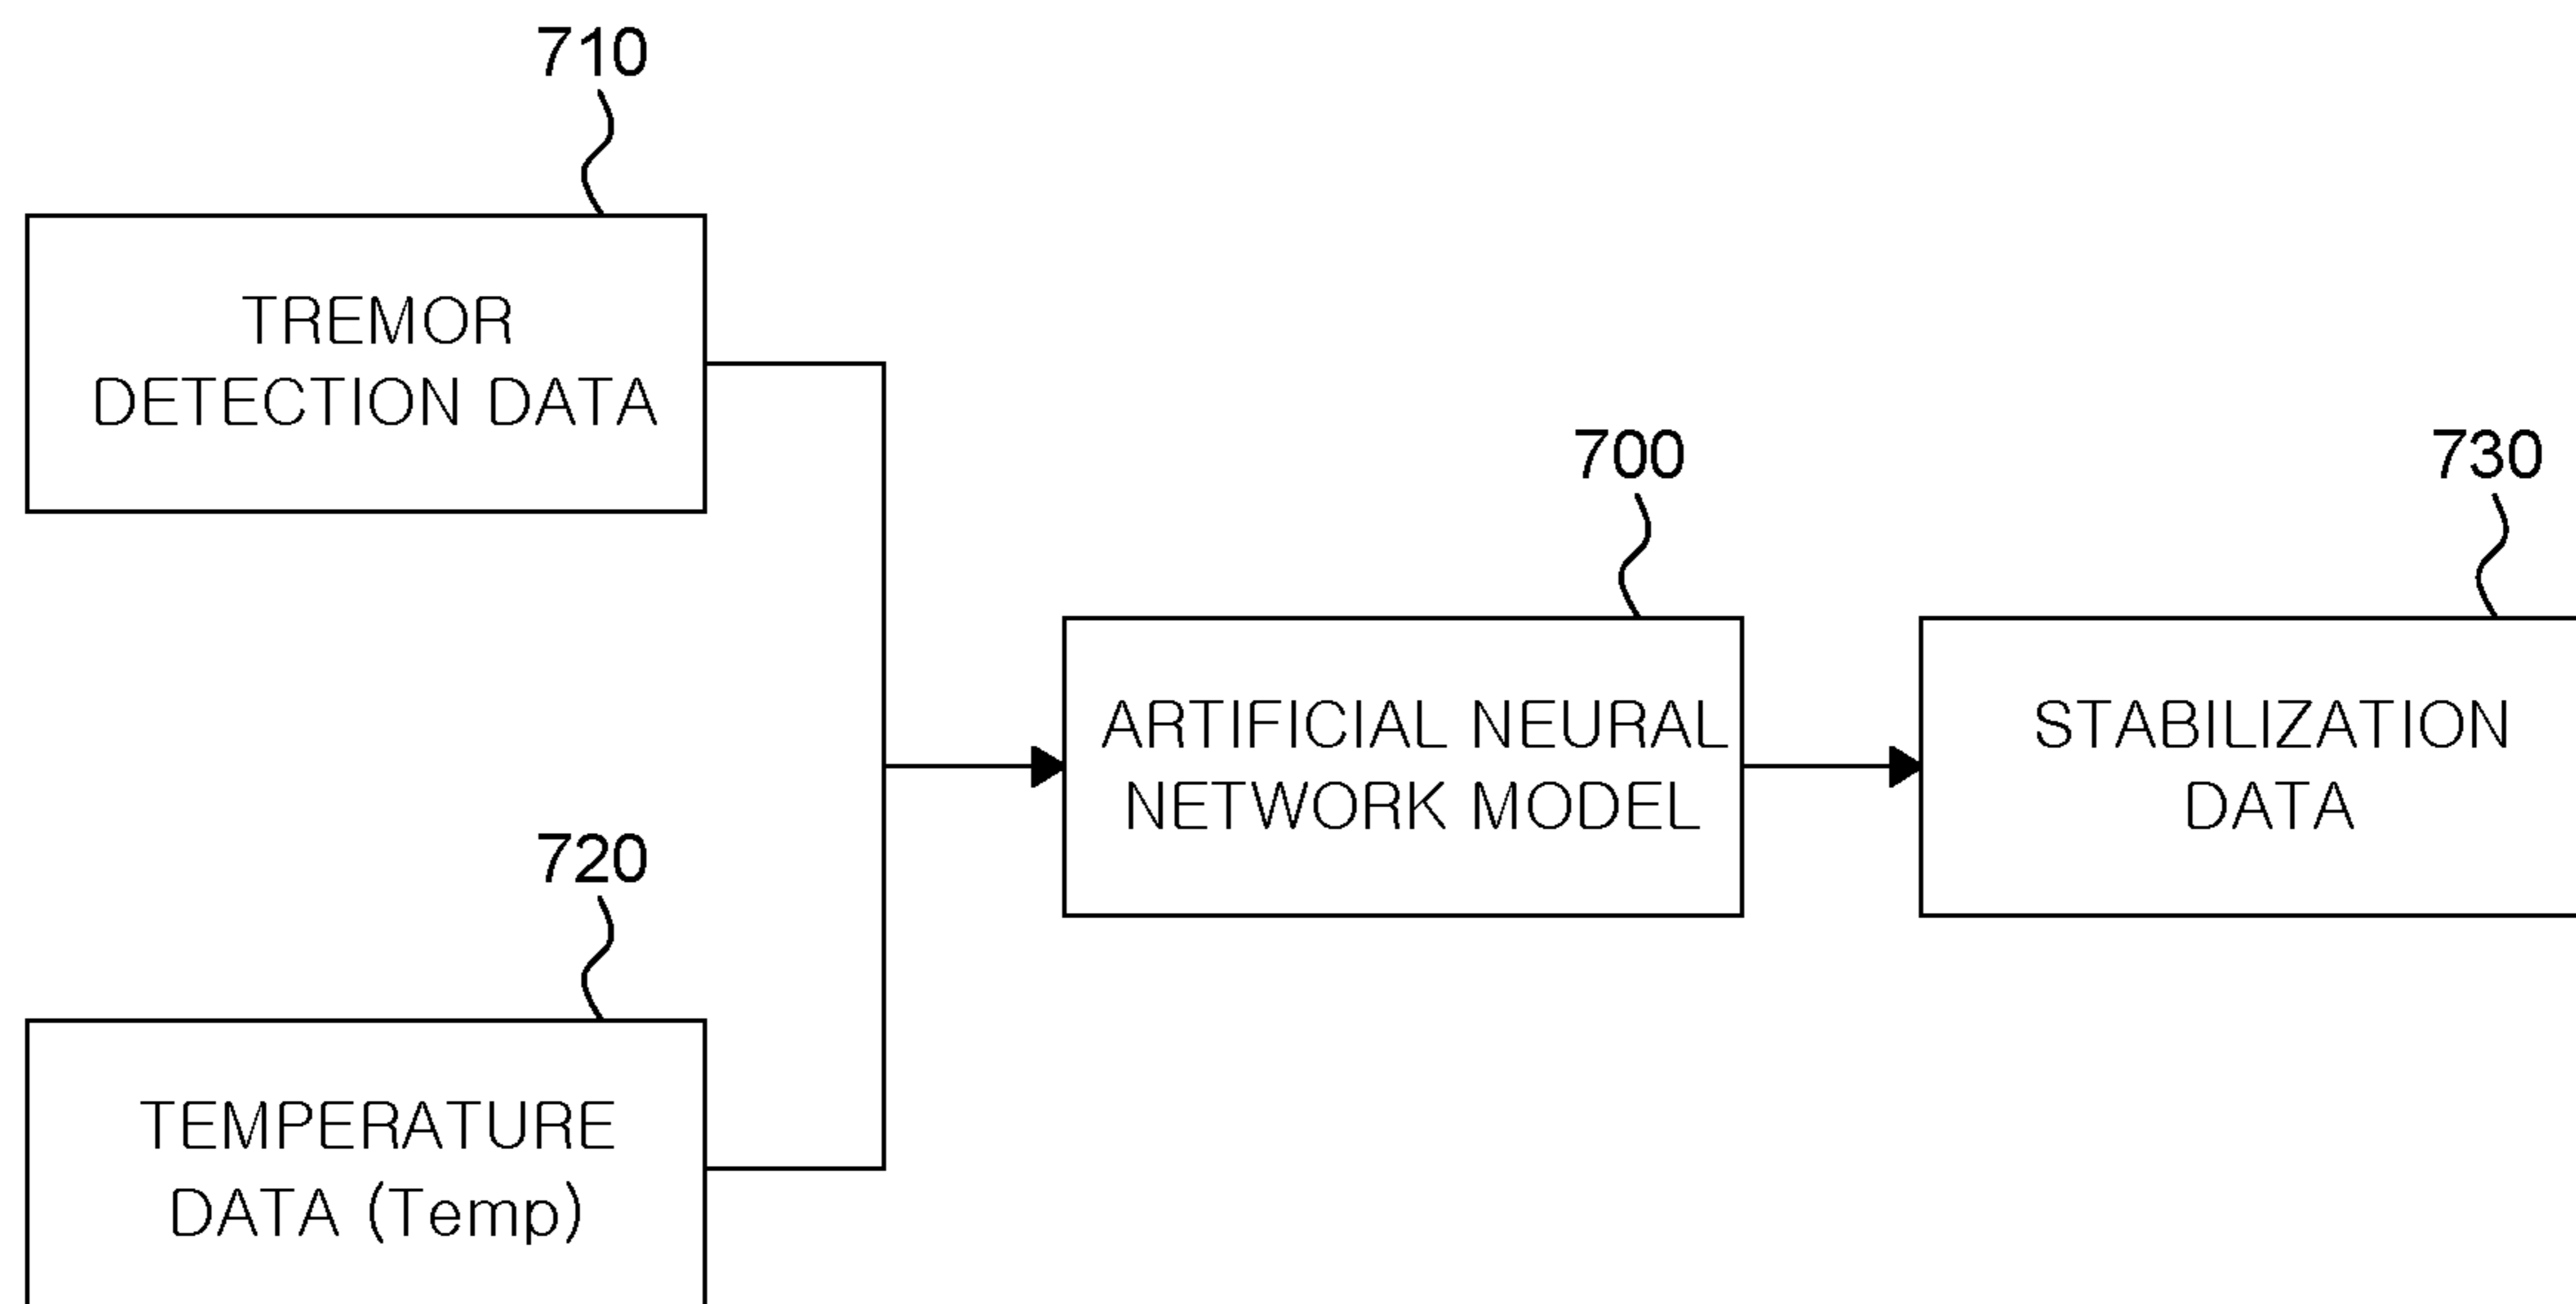 710
TREMOR
DETECTION DATA
700
ARTIFICIAL NEURAL
NETWORK MODEL
730
STABILIZATION
DATA
720
TEMPERATURE
DATA (Temp)